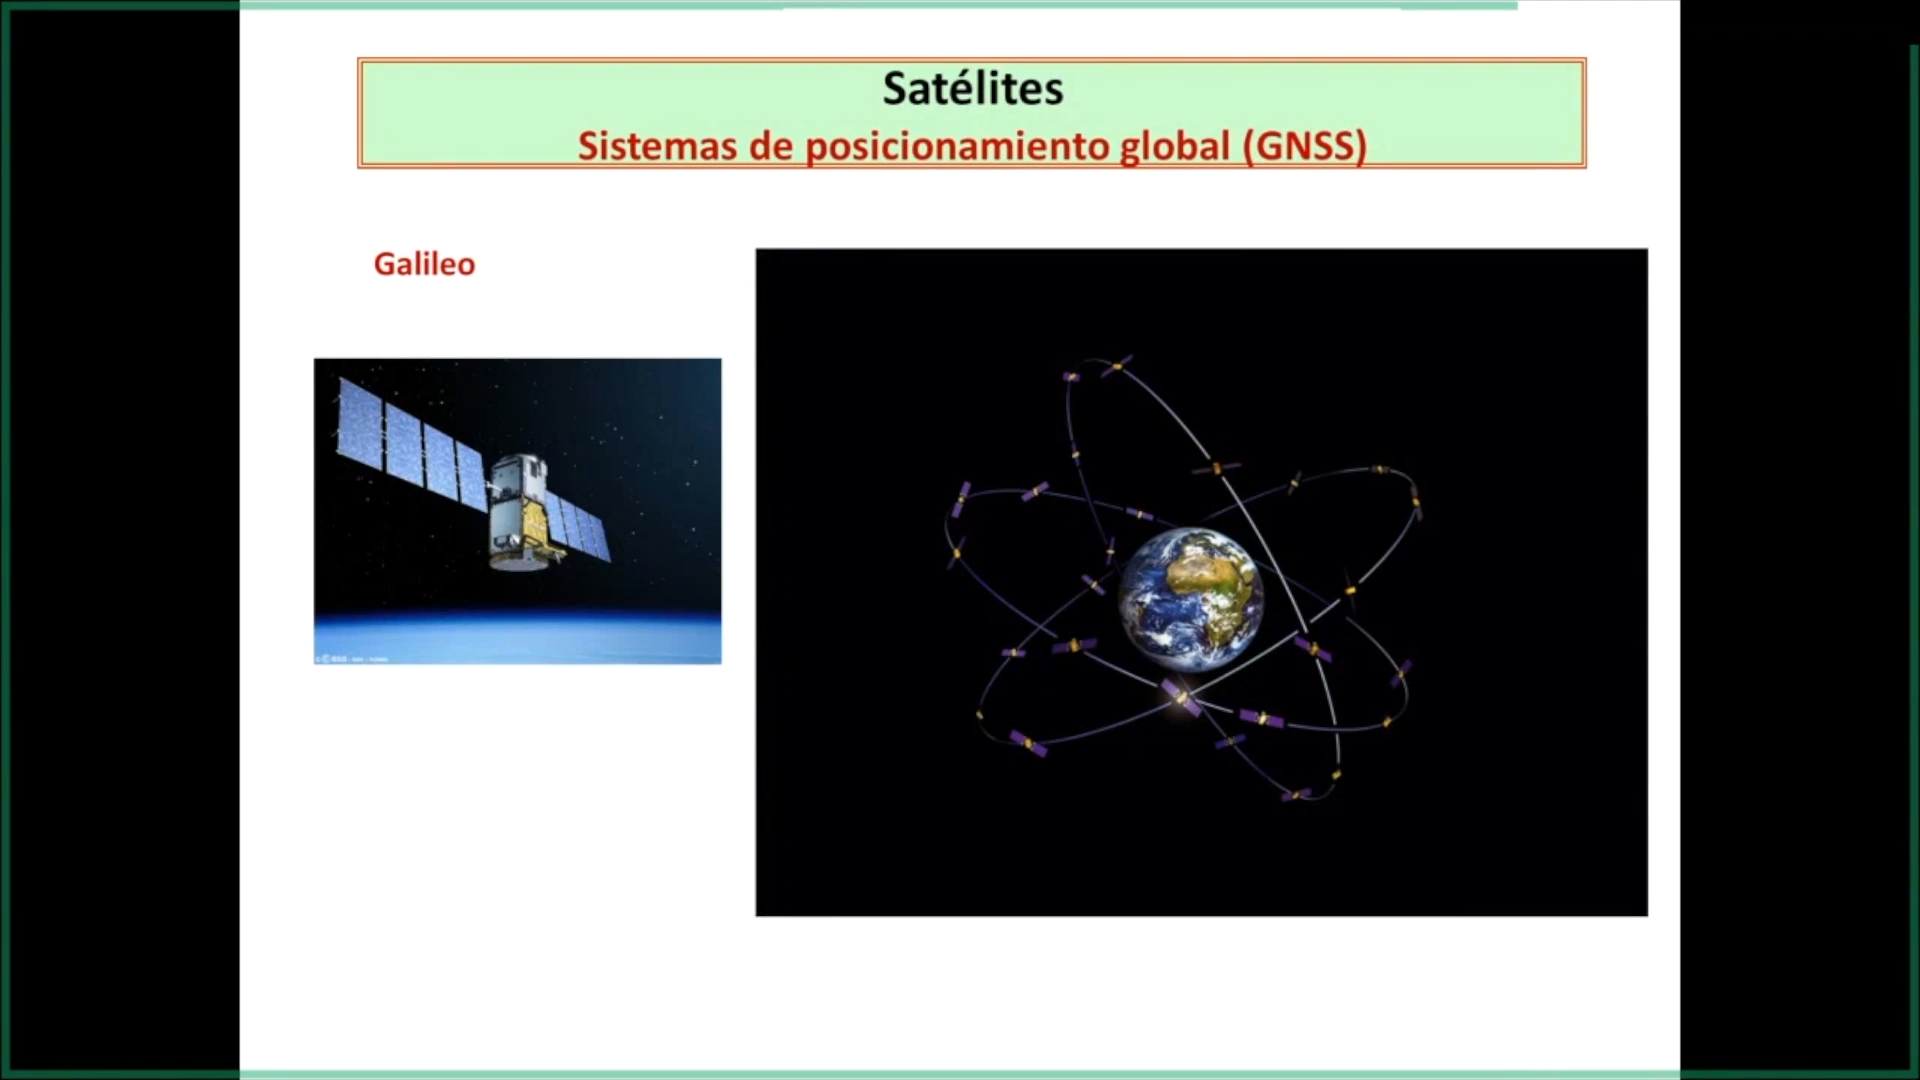 Satélites
Sistemas de posicionamiento global (GNSS)
Galileo